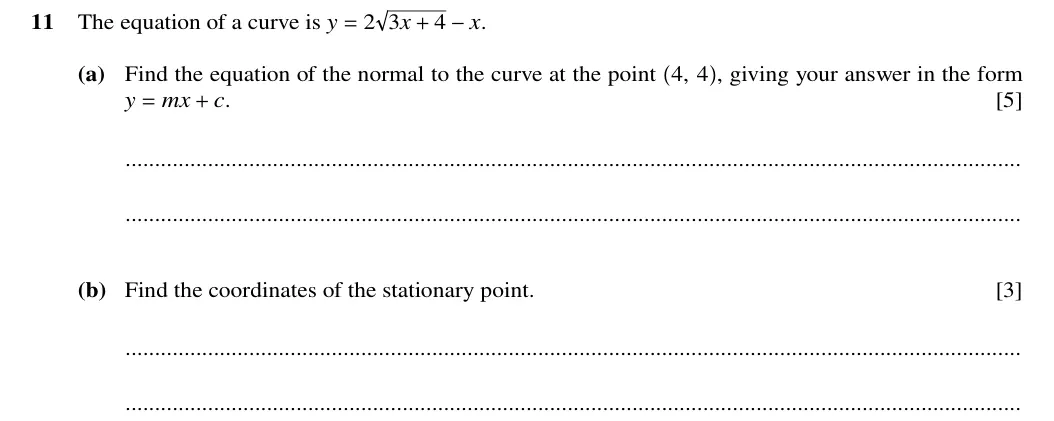 11 The equation of a curve is y = 2√3x + 4 – x.
(a) Find the equation of the normal to the curve at the point (4, 4), giving your answer in the form
y = mx + c. [5]
(b) Find the coordinates of the stationary point. [3]